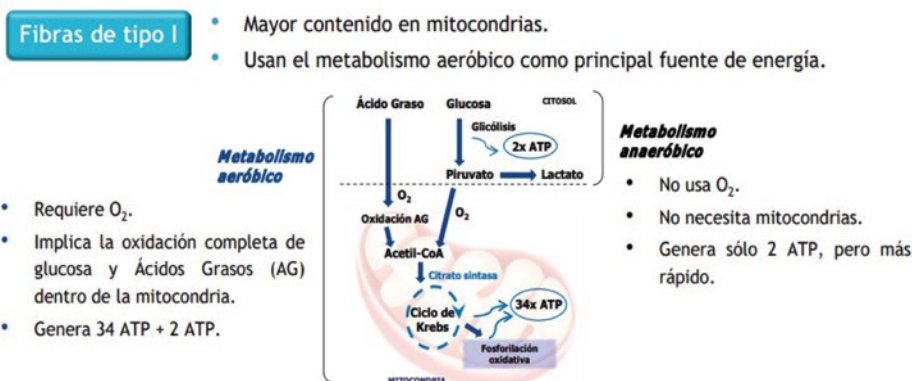 Fibras de tipo I
• Mayor contenido en mitocondrias.
• Usan el metabolismo aeróbico como principal fuente de energía.
Metabolismo
aeróbico
• Requiere O₂.
• Implica la oxidación completa de
glucosa y Ácidos Grasos (AG)
dentro de la mitocondria.
• Genera 34 ATP + 2 ATP.
Ácido Graso
Glucosa
CITOSOL
Glicólisis
2x ATP
Piruvato
Lactato
O₂
O₂
Oxidación AG
Acetil-CoA
Citrato sintasa
Ciclo de
Krebs
34x ATP
Fosforilación
oxidativa
MITOCONDRIA
Metabolismo
anaeróbico
• No usa O₂.
• No necesita mitocondrias.
• Genera sólo 2 ATP, pero más
rápido.